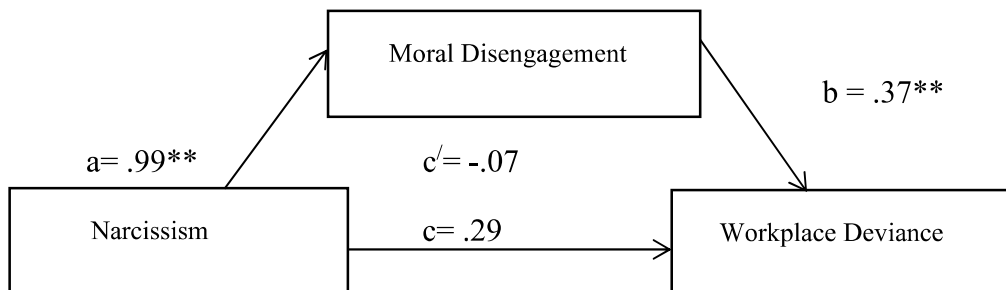 Moral Disengagement
b = .37**
a= .99**
c/= -.07
Narcissism
c= .29
Workplace Deviance